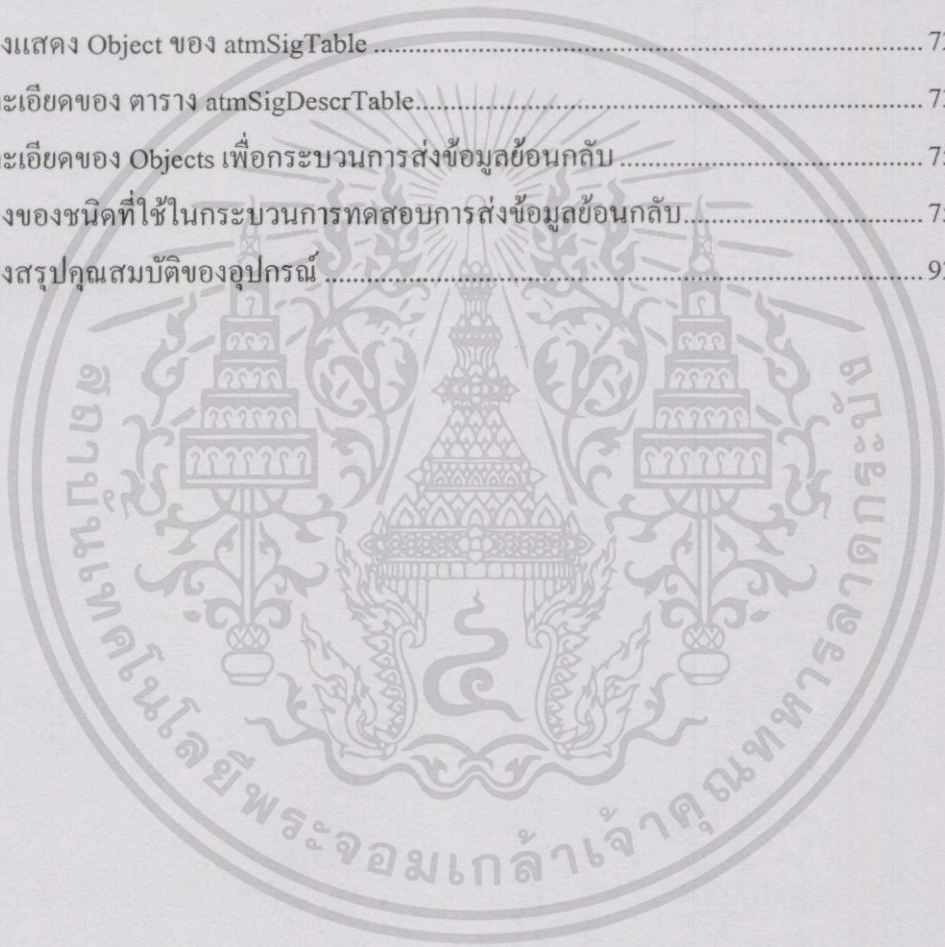 งแสดง Object ของ atmSigTable ........................................ 7
ะเอียดของ ตาราง atmSigDescrTable ........................................ 7
ะเอียดของ Objects เพื่อกระบวนการส่งข้อมูลย้อนกลับ ........................................ 7
งของชนิดที่ใช้ในกระบวนการทดสอบการส่งข้อมูลย้อนกลับ ........................................ 7
งสรุปคุณสมบัติของอุปกรณ์ ........................................ 9
สถาบันเทคโนโลยีพระจอมเกล้าเจ้าคุณทหารลาดกระบัง
๔